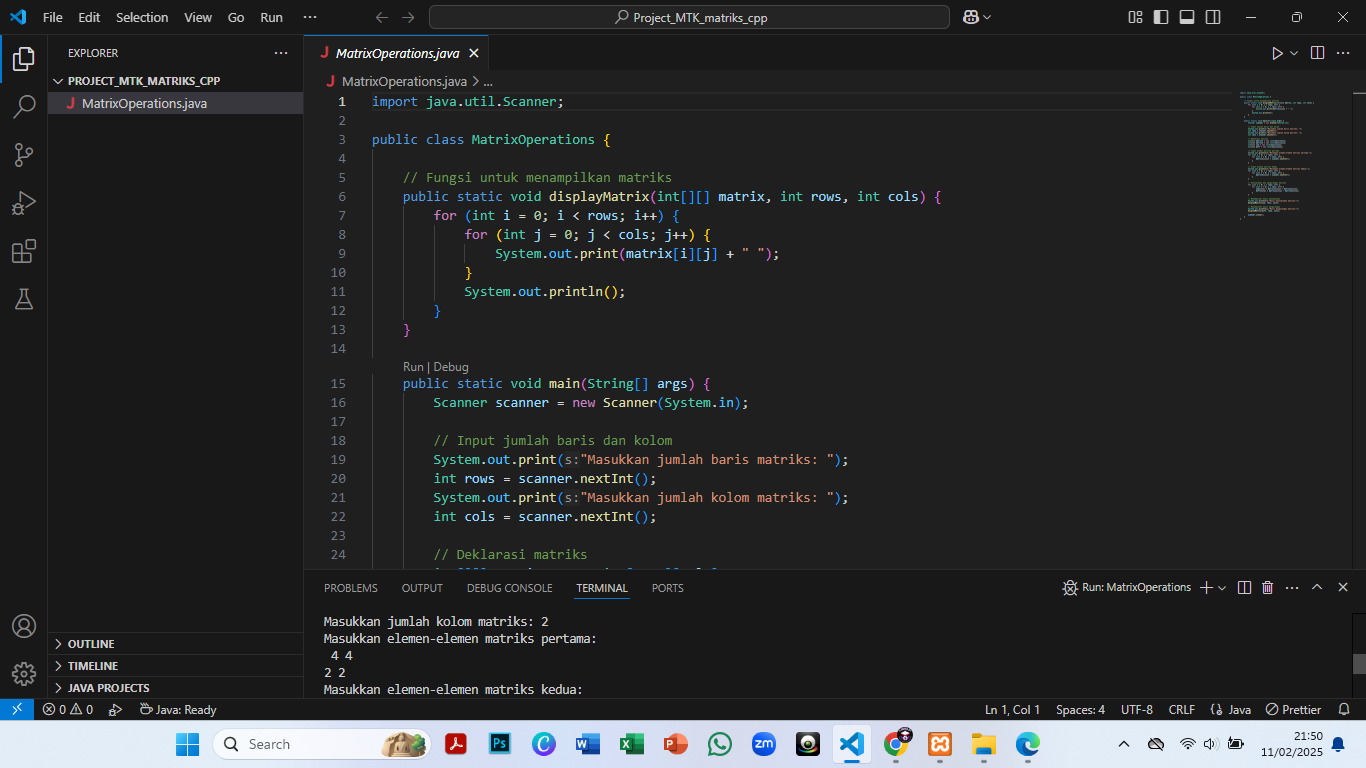 File Edit Selection View Go Run ···
Project_MTK_matriks_cpp
EXPLORER
PROJECT_MTK_MATRIKS_CPP
J MatrixOperations.java
OUTLINE
TIMELINE
JAVA PROJECTS
J MatrixOperations.java
J MatrixOperations.java > ...
1 import java.util.Scanner;
2
3 public class MatrixOperations {
4
5 // Fungsi untuk menampilkan matriks
6 public static void displayMatrix(int[][] matrix, int rows, int cols) {
7 for (int i = 0; i < rows; i++) {
8 for (int j = 0; j < cols; j++) {
9 System.out.print(matrix[i][j] + " ");
10 }
11 System.out.println();
12 }
13 }
14
Run | Debug
15 public static void main(String[] args) {
16 Scanner scanner = new Scanner(System.in);
17
18 // Input jumlah baris dan kolom
19 System.out.print(s:"Masukkan jumlah baris matriks: ");
20 int rows = scanner.nextInt();
21 System.out.print(s:"Masukkan jumlah kolom matriks: ");
22 int cols = scanner.nextInt();
23
24 // Deklarasi matriks
PROBLEMS OUTPUT DEBUG CONSOLE TERMINAL PORTS
Run: MatrixOperations
Masukkan jumlah kolom matriks: 2
Masukkan elemen-elemen matriks pertama:
4 4
2 2
Masukkan elemen-elemen matriks kedua:
0 0 Java: Ready
Ln 1, Col 1 Spaces: 4 UTF-8 CRLF {} Java Prettier
Search
Ps
W
X
P
zm
21:50
11/02/2025